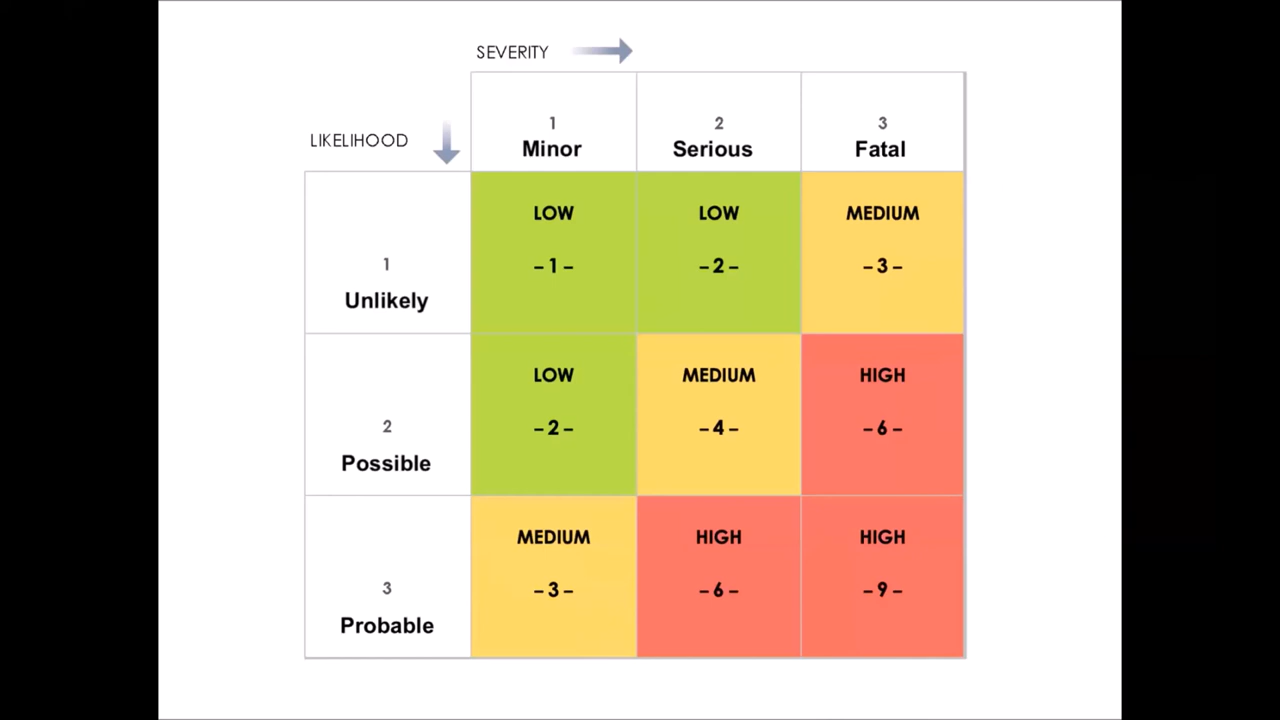 SEVERITY
LIKELIHOOD
1
Minor
2
Serious
3
Fatal
1
Unlikely
LOW
– 1 –
LOW
– 2 –
MEDIUM
– 3 –
2
Possible
LOW
– 2 –
MEDIUM
– 4 –
HIGH
– 6 –
3
Probable
MEDIUM
– 3 –
HIGH
– 6 –
HIGH
– 9 –